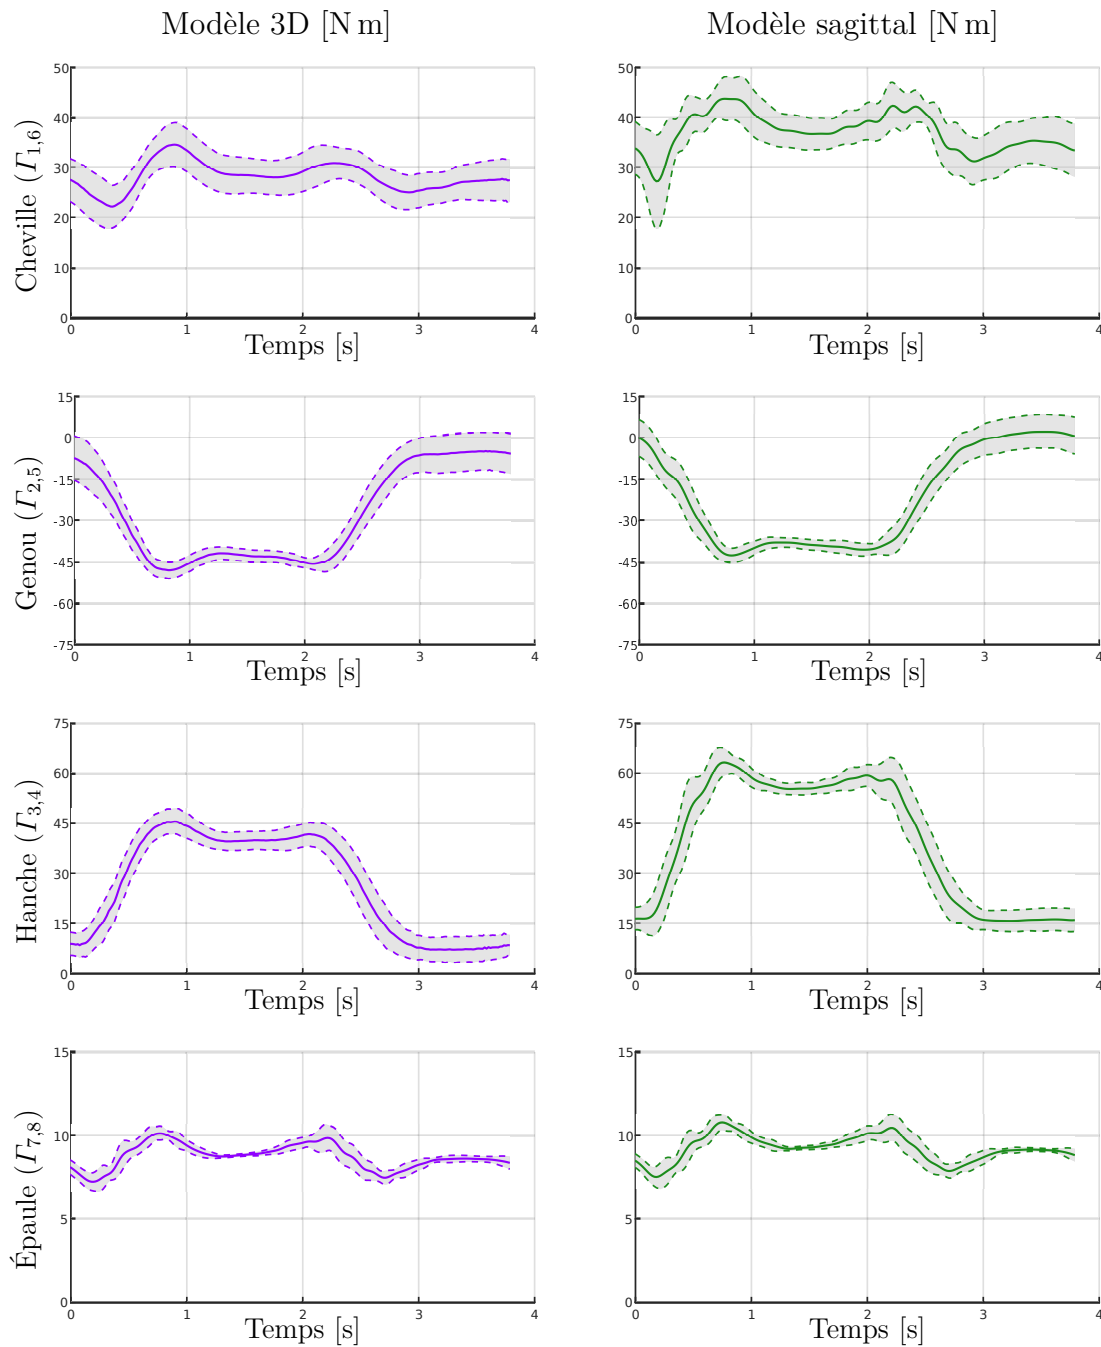 Modèle 3D [N m]
Modèle sagittal [N m]
Cheville (Γ1,6)
50
40
30
20
10
0
0 1 2 3 4
Temps [s]
50
40
30
20
10
0
0 1 2 3 4
Temps [s]
Genou (Γ2,5)
15
0
-15
-30
-45
-60
-75
0 1 2 3 4
Temps [s]
15
0
-15
-30
-45
-60
-75
0 1 2 3 4
Temps [s]
Hanche (Γ3,4)
75
60
45
30
15
0
0 1 2 3 4
Temps [s]
75
60
45
30
15
0
0 1 2 3 4
Temps [s]
Épaule (Γ7,8)
15
10
5
0
0 1 2 3 4
Temps [s]
15
10
5
0
0 1 2 3 4
Temps [s]